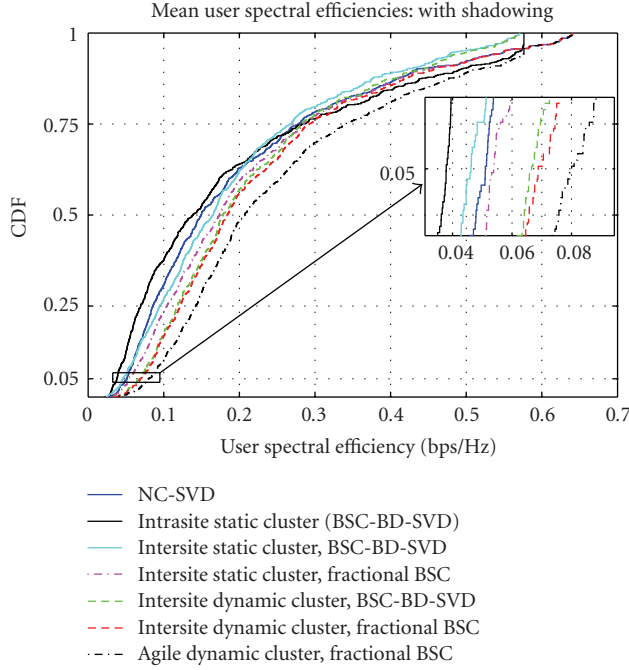 Mean user spectral efficiencies: with shadowing
CDF
1
0.75
0.5
0.25
0.05
0.05
0.04 0.06 0.08
0 0.1 0.2 0.3 0.4 0.5 0.6 0.7
User spectral efficiency (bps/Hz)
NC-SVD
Intrasite static cluster (BSC-BD-SVD)
Intersite static cluster, BSC-BD-SVD
Intersite static cluster, fractional BSC
Intersite dynamic cluster, BSC-BD-SVD
Intersite dynamic cluster, fractional BSC
Agile dynamic cluster, fractional BSC